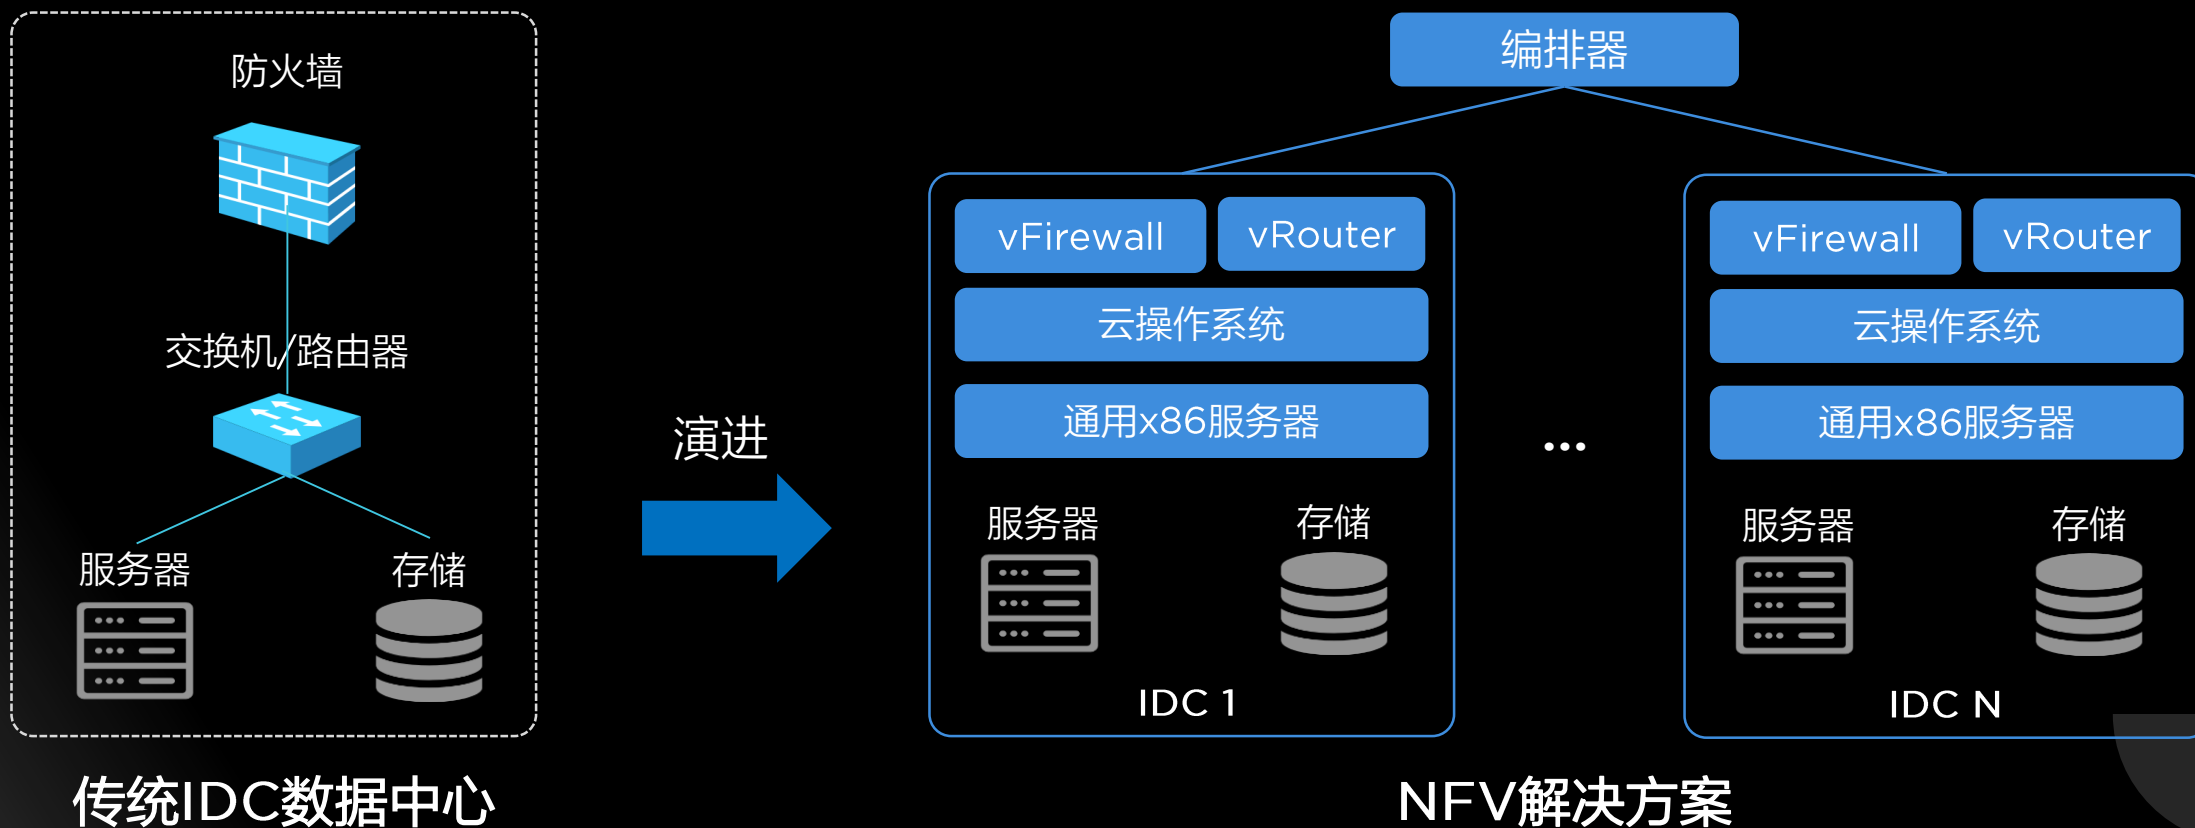 防火墙
交换机/路由器
服务器
存储
传统IDC数据中心
演进
编排器
vFirewall
vRouter
云操作系统
通用x86服务器
服务器
存储
IDC 1
...
vFirewall
vRouter
云操作系统
通用x86服务器
服务器
存储
IDC N
NFV解决方案